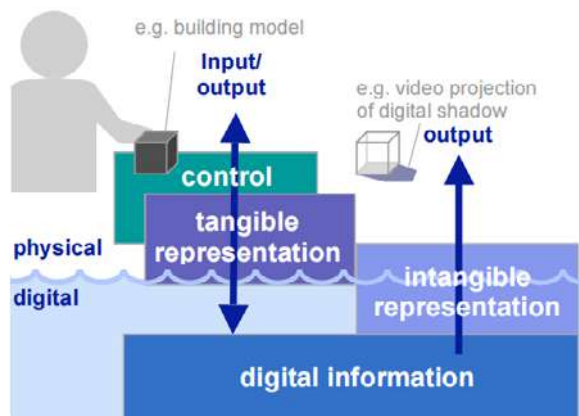 e.g. building model
Input/
output
e.g. video projection
of digital shadow
output
control
tangible
representation
physical
digital
intangible
representation
digital information